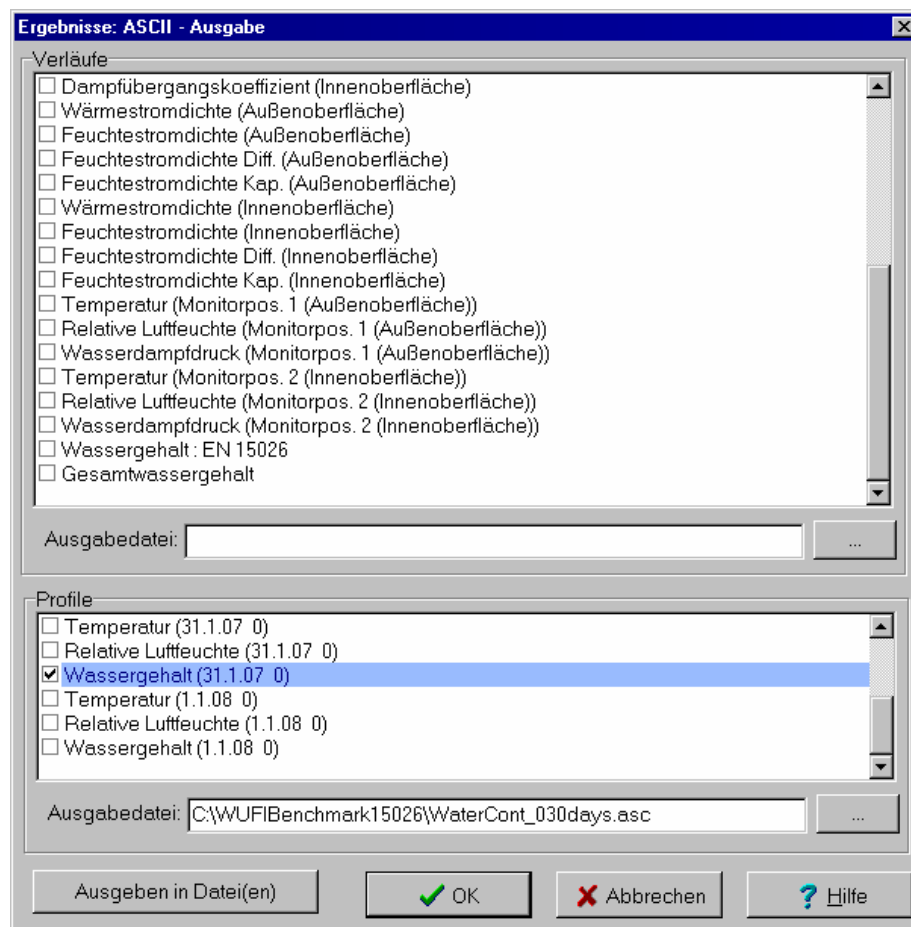 Ergebnisse: ASCII - Ausgabe
Verläufe
Dampfübergangskoeffizient (Innenoberfläche)
Wärmestromdichte (Außenoberfläche)
Feuchtestromdichte (Außenoberfläche)
Feuchtestromdichte Diff. (Außenoberfläche)
Feuchtestromdichte Kap. (Außenoberfläche)
Wärmestromdichte (Innenoberfläche)
Feuchtestromdichte (Innenoberfläche)
Feuchtestromdichte Diff. (Innenoberfläche)
Feuchtestromdichte Kap. (Innenoberfläche)
Temperatur (Monitorpos. 1 (Außenoberfläche))
Relative Luftfeuchte (Monitorpos. 1 (Außenoberfläche))
Wasserdampfdruck (Monitorpos. 1 (Außenoberfläche))
Temperatur (Monitorpos. 2 (Innenoberfläche))
Relative Luftfeuchte (Monitorpos. 2 (Innenoberfläche))
Wasserdampfdruck (Monitorpos. 2 (Innenoberfläche))
Wassergehalt : EN 15026
Gesamtwassergehalt
Ausgabedatei: ...
Profile
Temperatur (31.1.07 0)
Relative Luftfeuchte (31.1.07 0)
Wassergehalt (31.1.07 0)
Temperatur (1.1.08 0)
Relative Luftfeuchte (1.1.08 0)
Wassergehalt (1.1.08 0)
Ausgabedatei: C:\WUFIBenchmark15026\WaterCont_030days.asc ...
Ausgeben in Datei(en) OK Abbrechen ? Hilfe